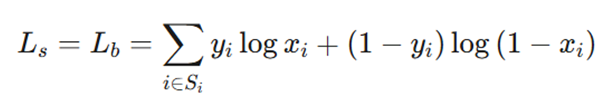 L_s = L_b = \sum_{i \in S_i} y_i \log x_i + (1 - y_i) \log (1 - x_i)